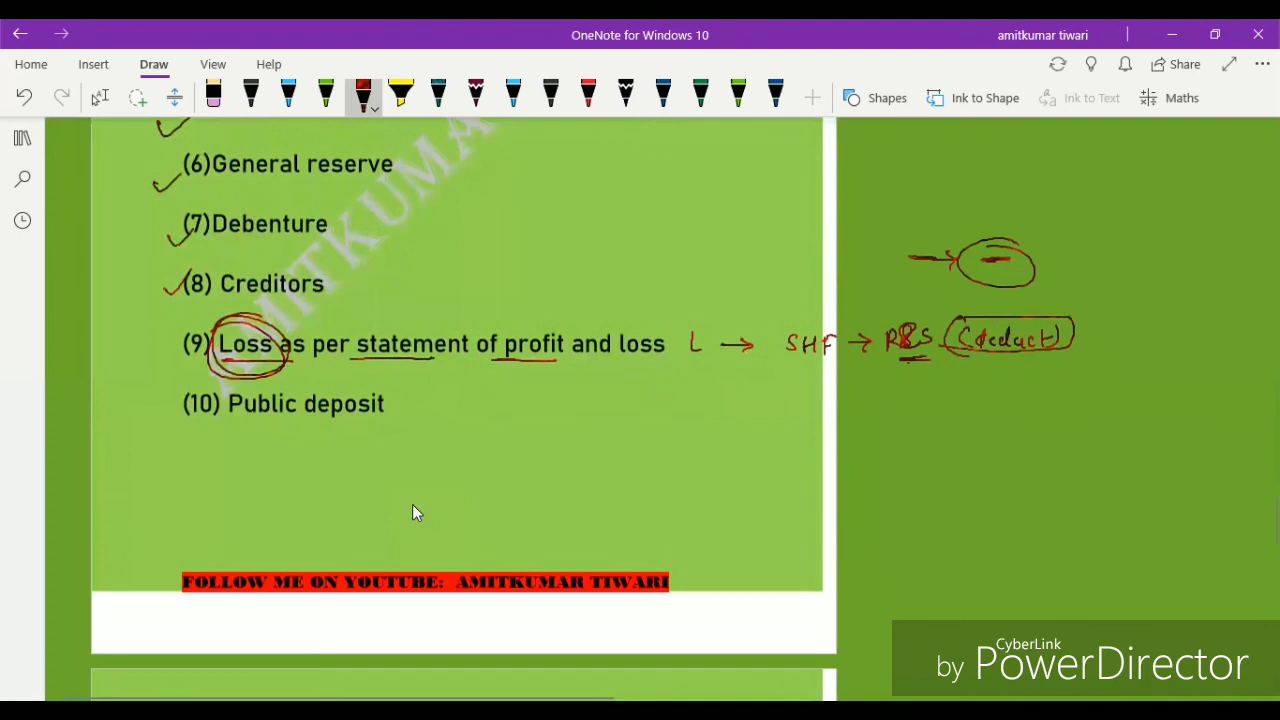 OneNote for Windows 10
amitkumar tiwari
Home Insert Draw View Help
Share
Shapes Ink to Shape Ink to Text Maths
AMITKUMA
(6)General reserve
(7)Debenture
(8) Creditors
(9) Loss as per statement of profit and loss L → SHF → R&S (deduct)
(10) Public deposit
FOLLOW ME ON YOUTUBE: AMITKUMAR TIWARI
CyberLink
by PowerDirector